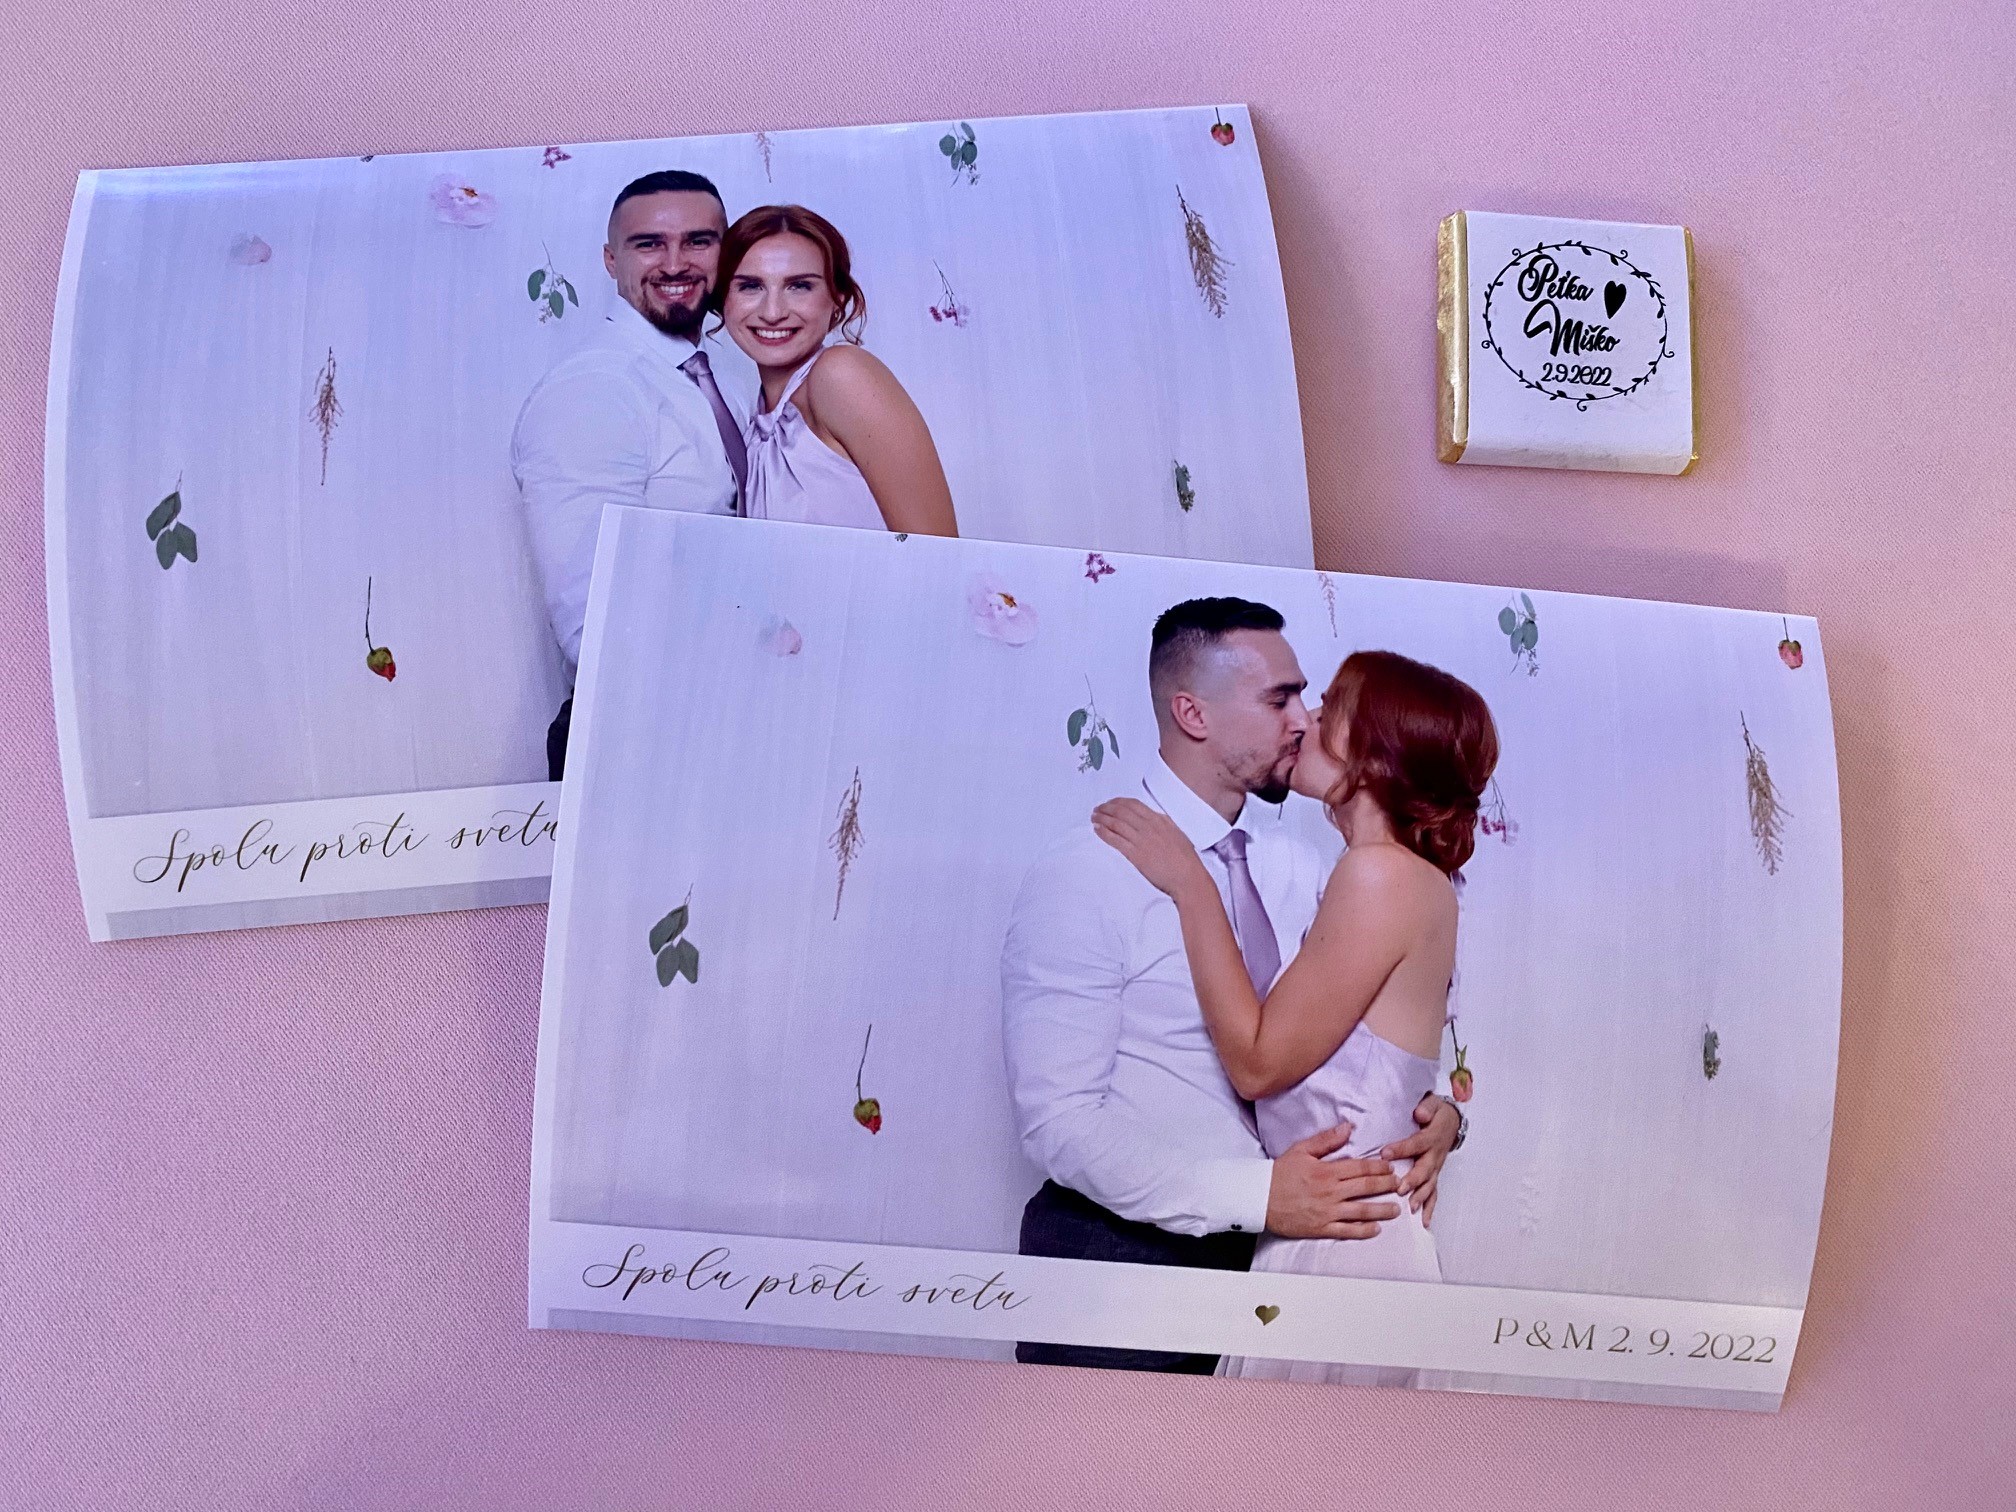 Peťka
Miško
2.9.2022
Spolu proti svetu
Spolu proti svetu
P & M 2. 9. 2022